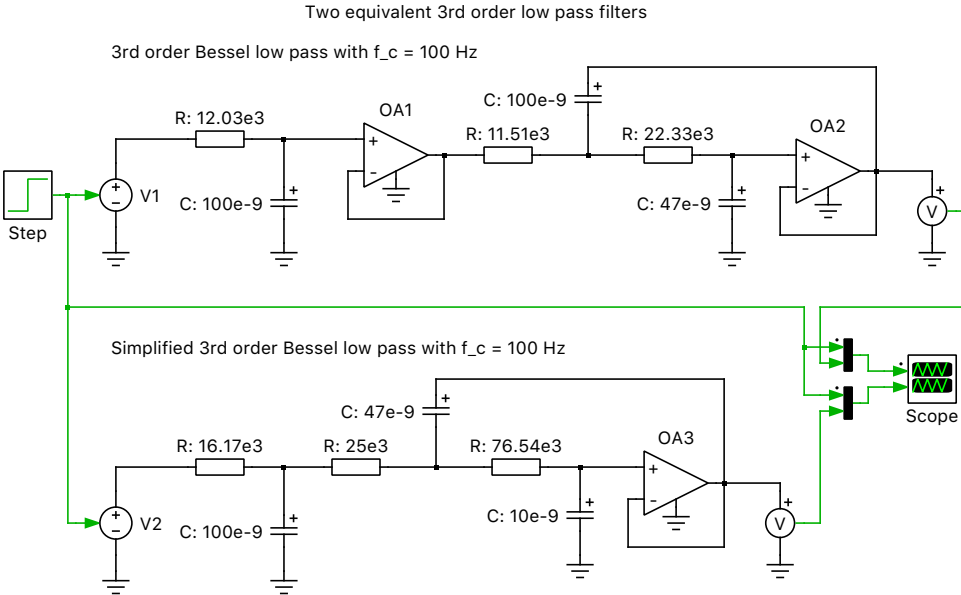 Two equivalent 3rd order low pass filters
3rd order Bessel low pass with f_c = 100 Hz
C: 100e-9
OA1
R: 12.03e3
R: 11.51e3
R: 22.33e3
OA2
+
+
+
-
+
-
+
-
+
+
+
V1
C: 100e-9
C: 47e-9
V
Step
Simplified 3rd order Bessel low pass with f_c = 100 Hz
C: 47e-9
+
Scope
R: 16.17e3
R: 25e3
R: 76.54e3
OA3
+
-
+
-
+
+
+
V2
C: 100e-9
C: 10e-9
V